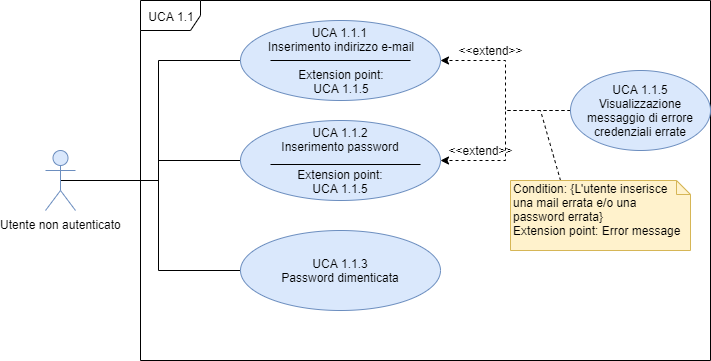 UCA 1.1
UCA 1.1.1
Inserimento indirizzo e-mail
Extension point:
UCA 1.1.5
<<extend>>
UCA 1.1.5
Visualizzazione
messaggio di errore
credenziali errate
UCA 1.1.2
Inserimento password
Extension point:
UCA 1.1.5
<<extend>>
Condition: {L'utente inserisce
una mail errata e/o una
password errata}
Extension point: Error message
Utente non autenticato
UCA 1.1.3
Password dimenticata